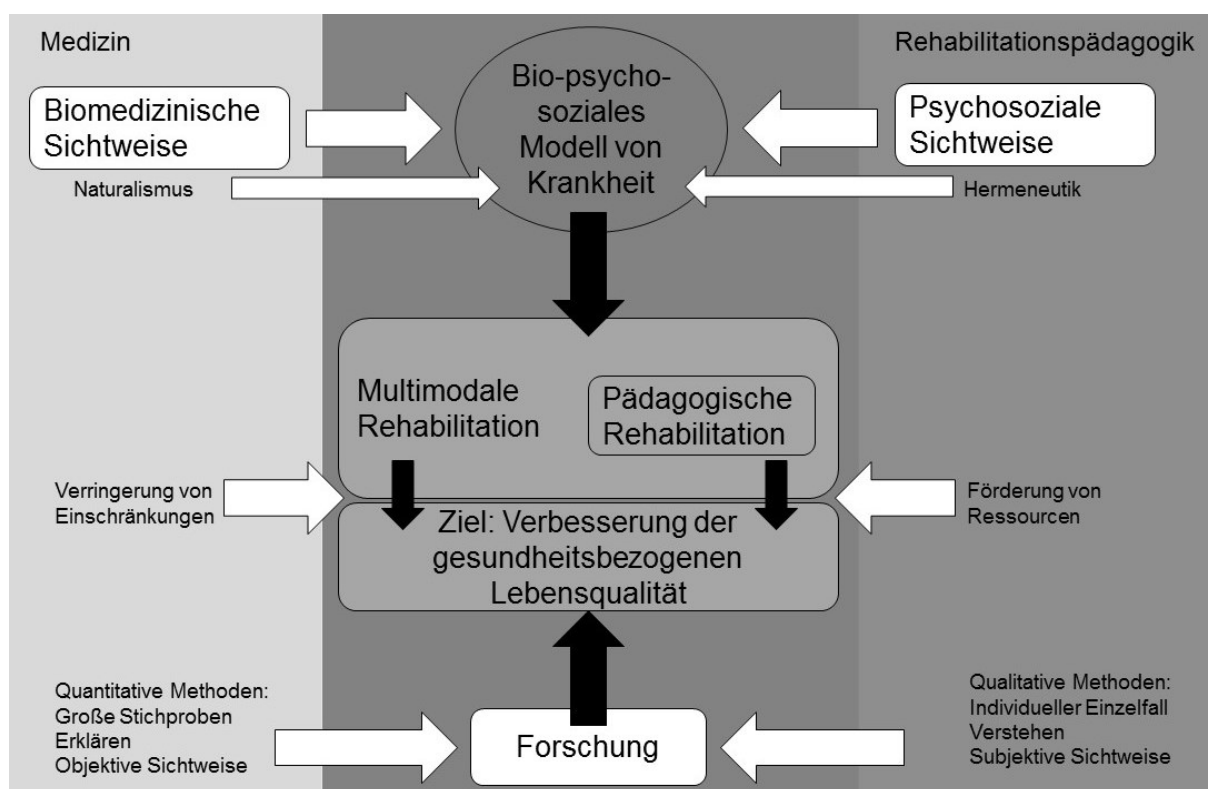 Medizin
Rehabilitationspädagogik
Biomedizinische
Sichtweise
Bio-psycho-
soziales
Modell von
Krankheit
Psychosoziale
Sichtweise
Naturalismus
Hermeneutik
Multimodale
Rehabilitation
Pädagogische
Rehabilitation
Verringerung von
Einschränkungen
Förderung von
Ressourcen
Ziel: Verbesserung der
gesundheitsbezogenen
Lebensqualität
Quantitative Methoden:
Große Stichproben
Erklären
Objektive Sichtweise
Forschung
Qualitative Methoden:
Individueller Einzelfall
Verstehen
Subjektive Sichtweise